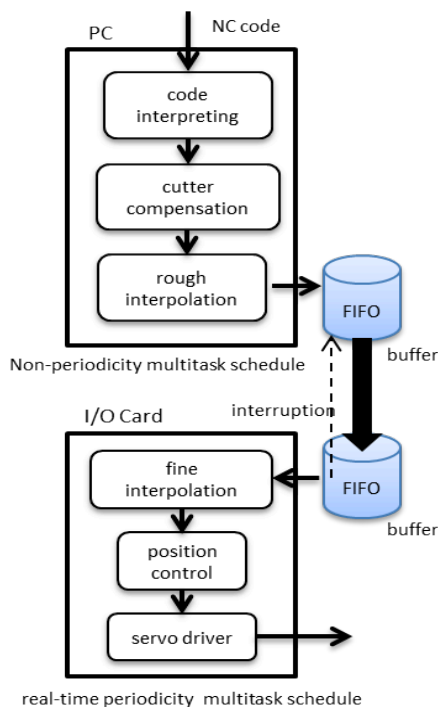 PC
NC code
code
interpreting
cutter
compensation
rough
interpolation
FIFO
buffer
Non-periodicity multitask schedule
interruption
I/O Card
fine
interpolation
FIFO
buffer
position
control
servo driver
real-time periodicity multitask schedule